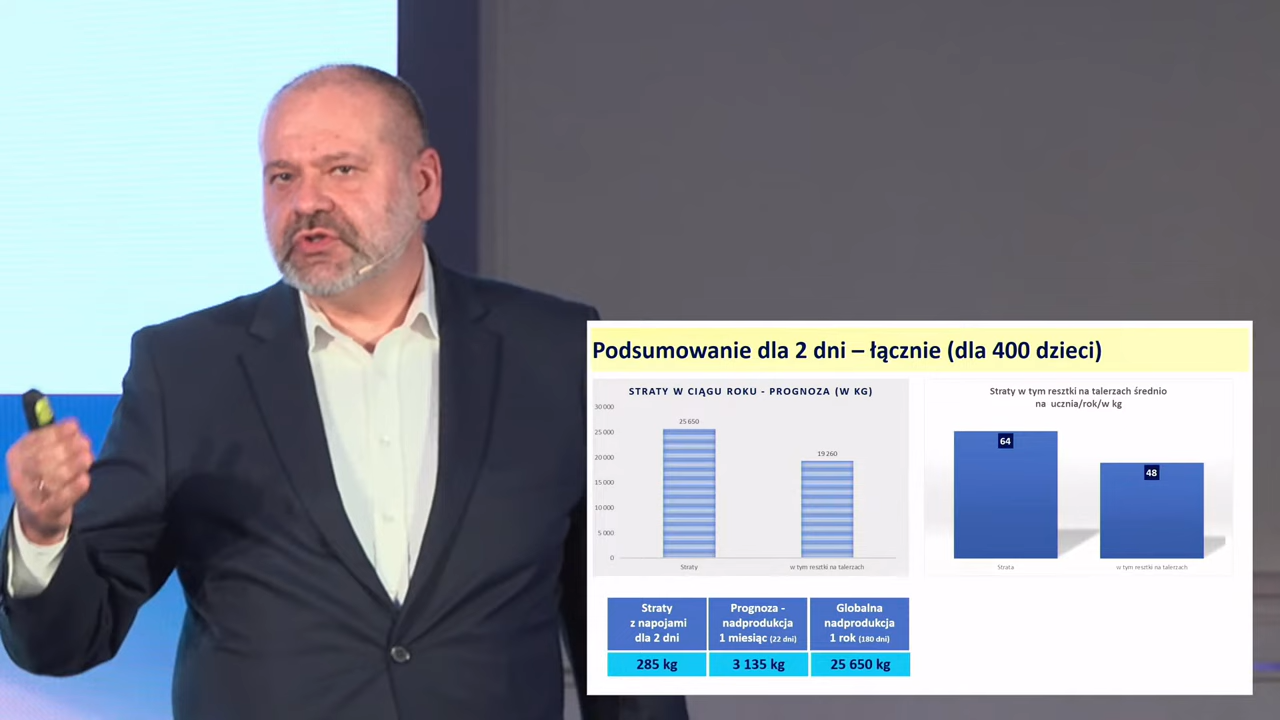 Podsumowanie dla 2 dni – łącznie (dla 400 dzieci)
STRATY W CIĄGU ROKU - PROGNOZA (W KG)
30 000
25 000
20 000
15 000
10 000
5 000
0
25 650
19 260
Straty
w tym resztki na talerzach
Straty w tym resztki na talerzach średnio
na ucznia/rok/w kg
64
48
Strata
w tym resztki na talerzach
Straty
z napojami
dla 2 dni
285 kg
Prognoza -
nadprodukcja
1 miesiąc (22 dni)
3 135 kg
Globalna
nadprodukcja
1 rok (180 dni)
25 650 kg